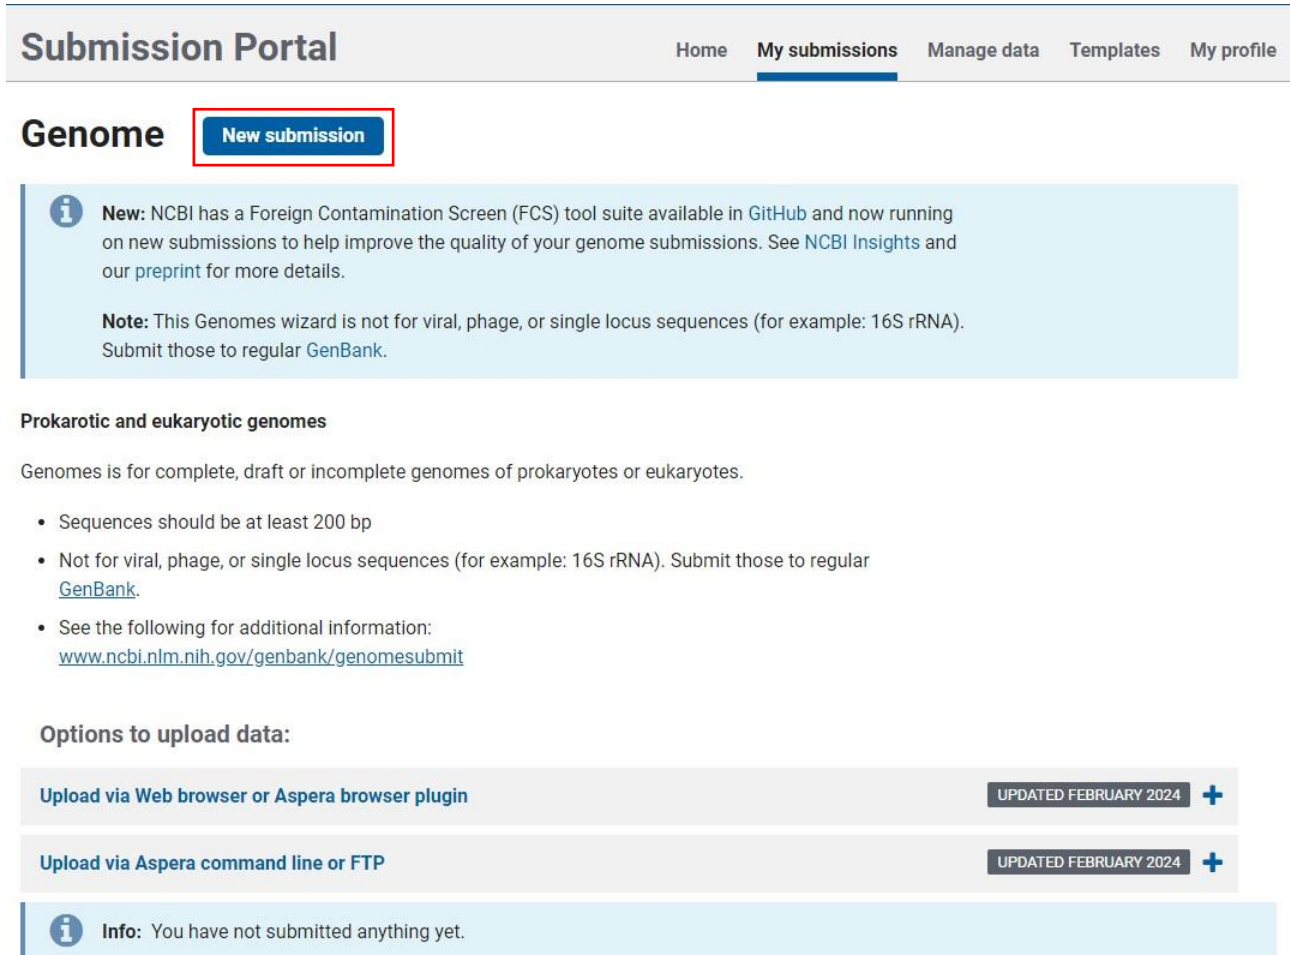 Submission Portal
Home My submissions Manage data Templates My profile
Genome New submission
New: NCBI has a Foreign Contamination Screen (FCS) tool suite available in GitHub and now running
on new submissions to help improve the quality of your genome submissions. See NCBI Insights and
our preprint for more details.
Note: This Genomes wizard is not for viral, phage, or single locus sequences (for example: 16S rRNA).
Submit those to regular GenBank.
Prokarotic and eukaryotic genomes
Genomes is for complete, draft or incomplete genomes of prokaryotes or eukaryotes.
• Sequences should be at least 200 bp
• Not for viral, phage, or single locus sequences (for example: 16S rRNA). Submit those to regular
GenBank.
• See the following for additional information:
www.ncbi.nlm.nih.gov/genbank/genomesubmit
Options to upload data:
Upload via Web browser or Aspera browser plugin UPDATED FEBRUARY 2024 +
Upload via Aspera command line or FTP UPDATED FEBRUARY 2024 +
Info: You have not submitted anything yet.